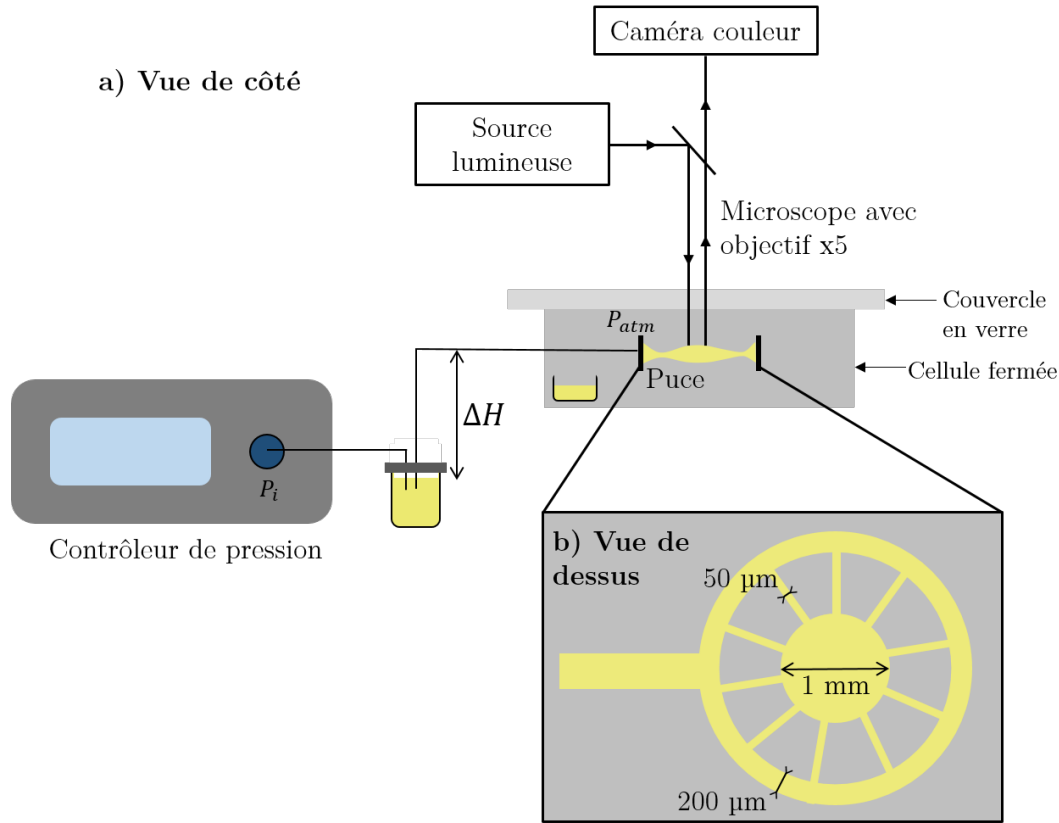 Caméra couleur
a) Vue de côté
Source
lumineuse
Microscope avec
objectif x5
P_atm
Couvercle
en verre
Puce
Cellule fermée
ΔH
P_i
Contrôleur de pression
b) Vue de
dessus
50 µm
1 mm
200 µm